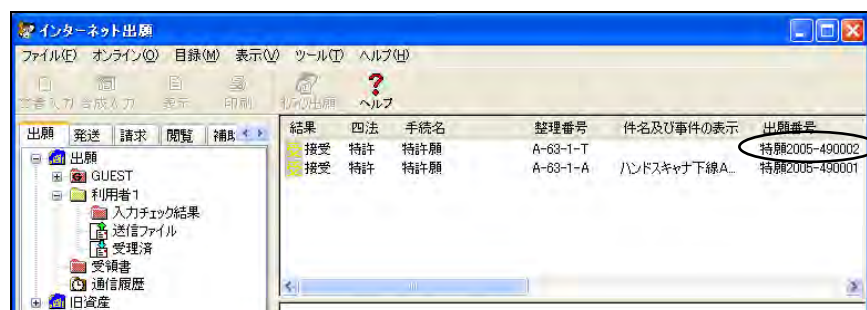 インターネット出願
ファイル(F) オンライン(O) 目録(M) 表示(V) ツール(T) ヘルプ(H)
文書入力 合成入力 表示 印刷 オンライン出願 ヘルプ
出願 発送 請求 閲覧 補助
結果 四法 手続名 整理番号 件名及び事件の表示 出願番号
接受 特許 特許願 A-63-1-T 特願2005-490002
接受 特許 特許願 A-63-1-A ハンドスキャナ下線A... 特願2005-490001
出願
GUEST
利用者1
入力チェック結果
送信ファイル
受理済
受領書
通信履歴
旧資産